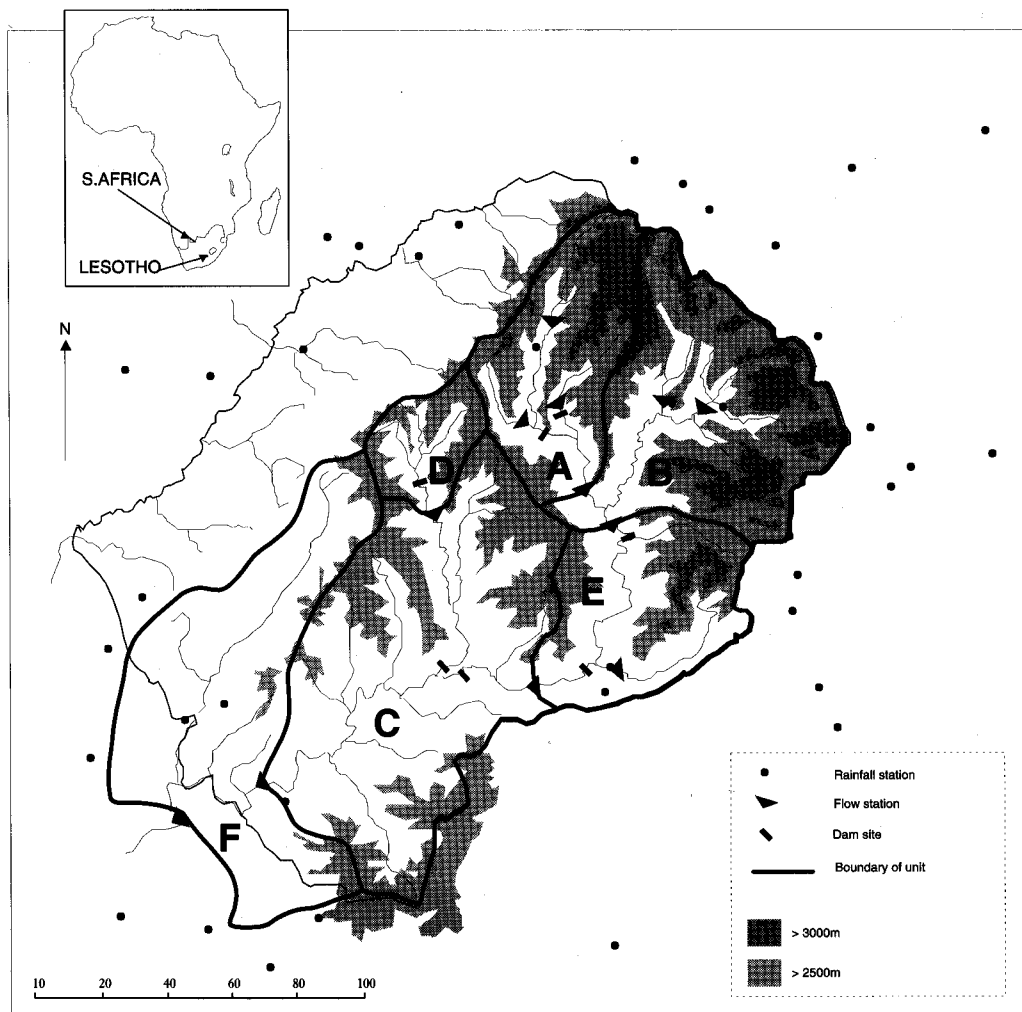 S.AFRICA
LESOTHO
N
D
A
B
E
C
F
Rainfall station
Flow station
Dam site
Boundary of unit
> 3000m
> 2500m
10 0 20 40 60 80 100